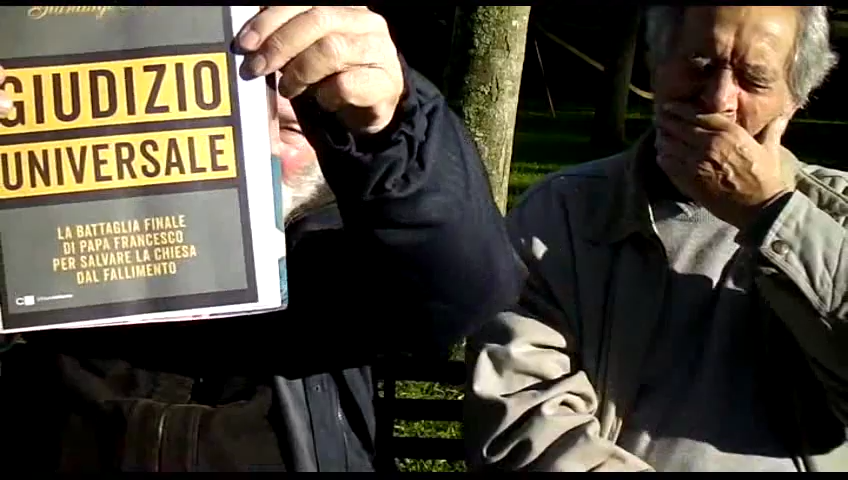 GIUDIZIO
UNIVERSALE
LA BATTAGLIA FINALE
DI PAPA FRANCESCO
PER SALVARE LA CHIESA
DAL FALLIMENTO